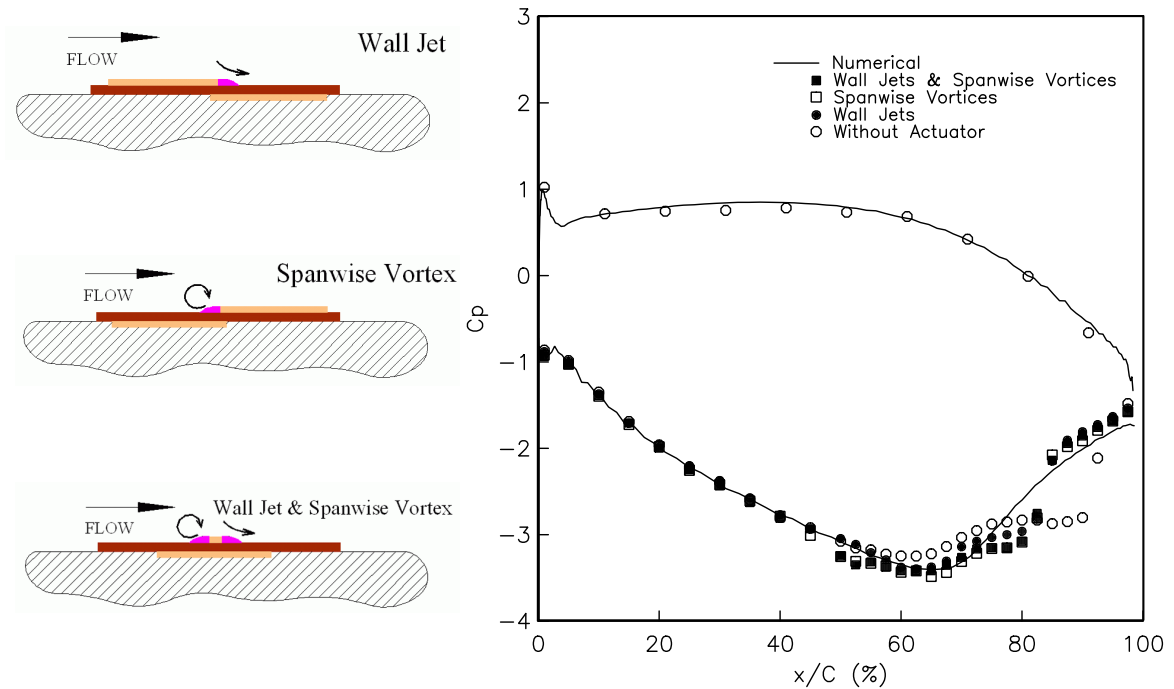 Wall Jet
FLOW
Spanwise Vortex
FLOW
Wall Jet & Spanwise Vortex
FLOW
3
2
1
0
−1
−2
−3
−4
Cp
Numerical
Wall Jets & Spanwise Vortices
Spanwise Vortices
Wall Jets
Without Actuator
0 20 40 60 80 100
x/C (%)